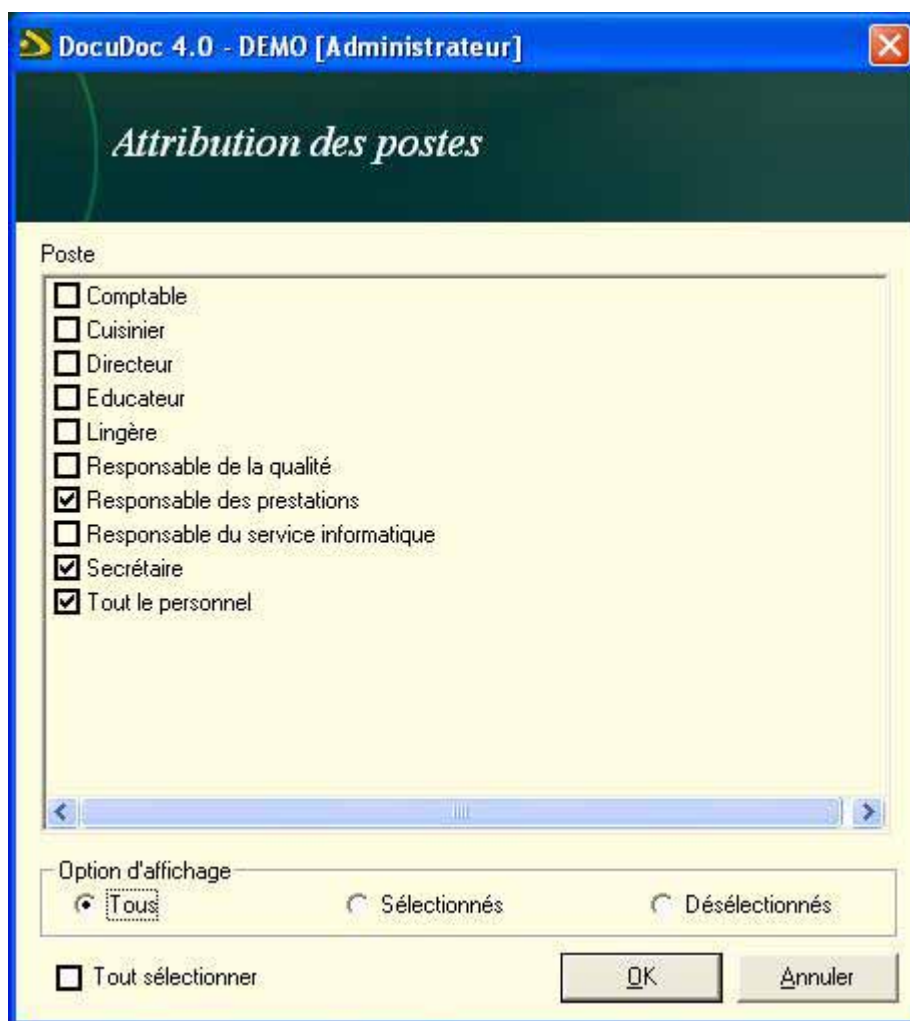 DocuDoc 4.0 - DEMO [Administrateur]
Attribution des postes
Poste
Comptable
Cuisinier
Directeur
Educateur
Lingère
Responsable de la qualité
Responsable des prestations
Responsable du service informatique
Secrétaire
Tout le personnel
Option d'affichage
Tous Sélectionnés Désélectionnés
Tout sélectionner OK Annuler